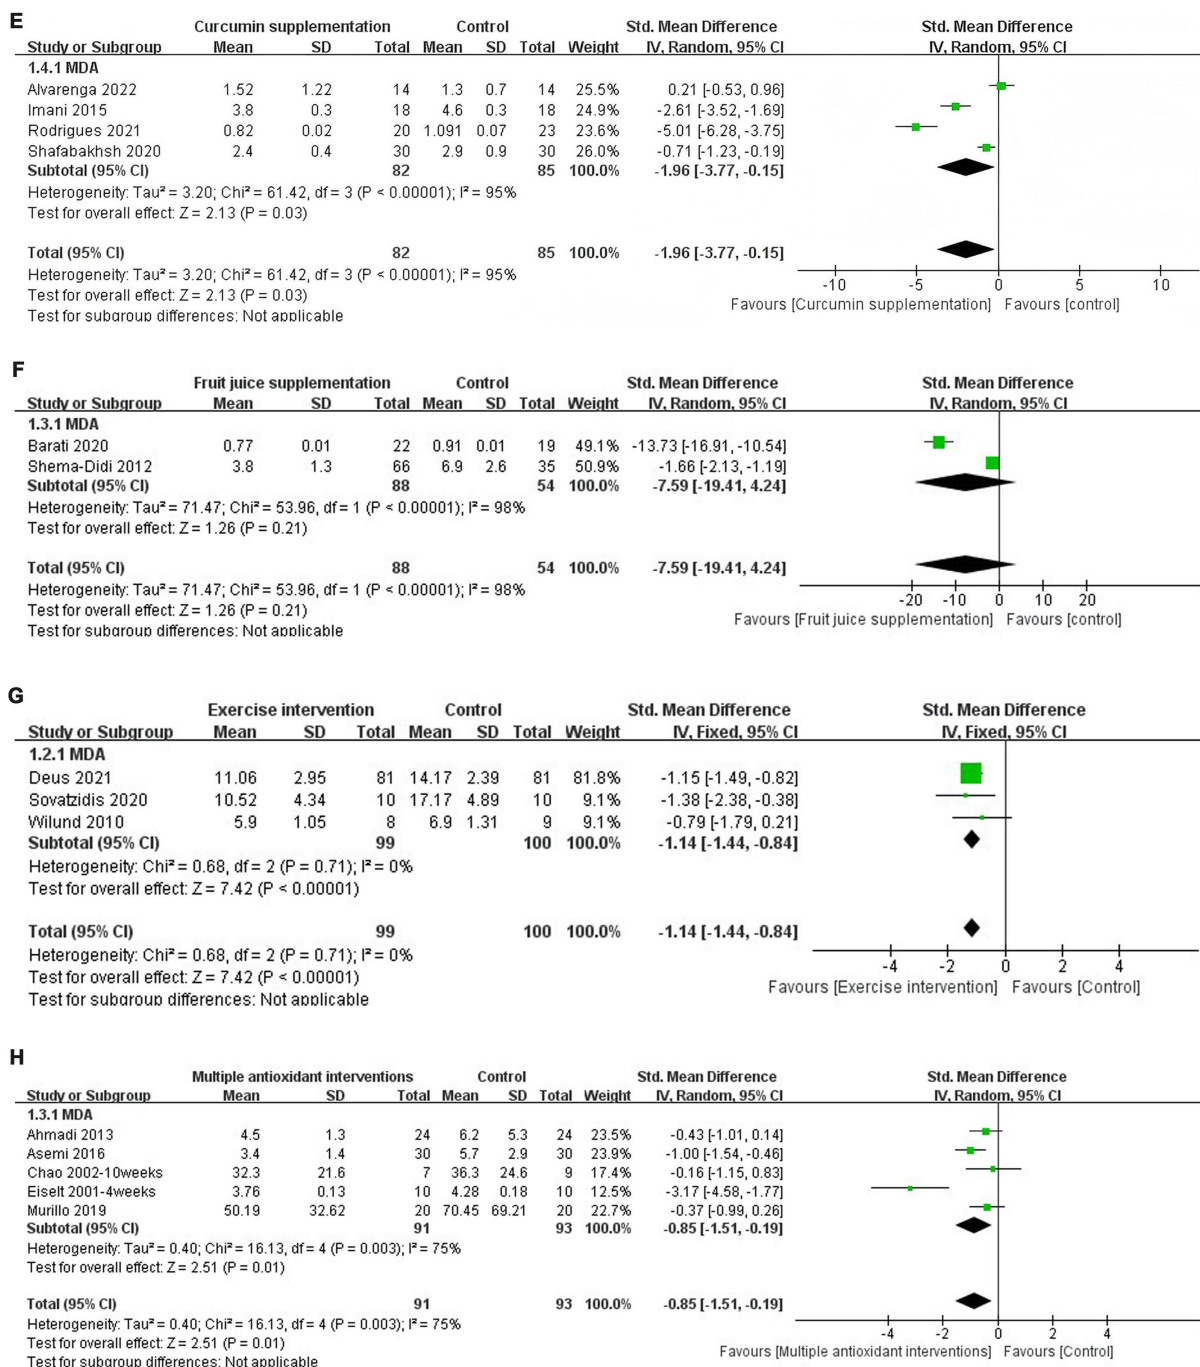 E
Curcumin supplementation Control Std. Mean Difference Std. Mean Difference
Study or Subgroup Mean SD Total Mean SD Total Weight IV, Random, 95% CI IV, Random, 95% CI
1.4.1 MDA
Alvarenga 2022 1.52 1.22 14 1.3 0.7 14 25.5% 0.21 [-0.53, 0.96]
Imani 2015 3.8 0.3 18 4.6 0.3 18 24.9% -2.61 [-3.52, -1.69]
Rodrigues 2021 0.82 0.02 20 1.091 0.07 23 23.6% -5.01 [-6.28, -3.75]
Shafabakhsh 2020 2.4 0.4 30 2.9 0.9 30 26.0% -0.71 [-1.23, -0.19]
Subtotal (95% CI) 82 85 100.0% -1.96 [-3.77, -0.15]
Heterogeneity: Tau² = 3.20; Chi² = 61.42, df = 3 (P < 0.00001); I² = 95%
Test for overall effect: Z = 2.13 (P = 0.03)
Total (95% CI) 82 85 100.0% -1.96 [-3.77, -0.15]
Heterogeneity: Tau² = 3.20; Chi² = 61.42, df = 3 (P < 0.00001); I² = 95%
Test for overall effect: Z = 2.13 (P = 0.03)
Test for subgroup differences: Not applicable
-10 -5 0 5 10
Favours [Curcumin supplementation] Favours [control]
F
Fruit juice supplementation Control Std. Mean Difference Std. Mean Difference
Study or Subgroup Mean SD Total Mean SD Total Weight IV, Random, 95% CI IV, Random, 95% CI
1.3.1 MDA
Barati 2020 0.77 0.01 22 0.91 0.01 19 49.1% -13.73 [-16.91, -10.54]
Shema-Didi 2012 3.8 1.3 66 6.9 2.6 35 50.9% -1.66 [-2.13, -1.19]
Subtotal (95% CI) 88 54 100.0% -7.59 [-19.41, 4.24]
Heterogeneity: Tau² = 71.47; Chi² = 53.96, df = 1 (P < 0.00001); I² = 98%
Test for overall effect: Z = 1.26 (P = 0.21)
Total (95% CI) 88 54 100.0% -7.59 [-19.41, 4.24]
Heterogeneity: Tau² = 71.47; Chi² = 53.96, df = 1 (P < 0.00001); I² = 98%
Test for overall effect: Z = 1.26 (P = 0.21)
Test for subgroup differences: Not applicable
-20 -10 0 10 20
Favours [Fruit juice supplementation] Favours [control]
G
Exercise intervention Control Std. Mean Difference Std. Mean Difference
Study or Subgroup Mean SD Total Mean SD Total Weight IV, Fixed, 95% CI IV, Fixed, 95% CI
1.2.1 MDA
Deus 2021 11.06 2.95 81 14.17 2.39 81 81.8% -1.15 [-1.49, -0.82]
Sovatzidis 2020 10.52 4.34 10 17.17 4.89 10 9.1% -1.38 [-2.38, -0.38]
Wilund 2010 5.9 1.05 8 6.9 1.31 9 9.1% -0.79 [-1.79, 0.21]
Subtotal (95% CI) 99 100 100.0% -1.14 [-1.44, -0.84]
Heterogeneity: Chi² = 0.68, df = 2 (P = 0.71); I² = 0%
Test for overall effect: Z = 7.42 (P < 0.00001)
Total (95% CI) 99 100 100.0% -1.14 [-1.44, -0.84]
Heterogeneity: Chi² = 0.68, df = 2 (P = 0.71); I² = 0%
Test for overall effect: Z = 7.42 (P < 0.00001)
Test for subgroup differences: Not applicable
-4 -2 0 2 4
Favours [Exercise intervention] Favours [Control]
H
Multiple antioxidant interventions Control Std. Mean Difference Std. Mean Difference
Study or Subgroup Mean SD Total Mean SD Total Weight IV, Random, 95% CI IV, Random, 95% CI
1.3.1 MDA
Ahmadi 2013 4.5 1.3 24 6.2 5.3 24 23.5% -0.43 [-1.01, 0.14]
Asemi 2016 3.4 1.4 30 5.7 2.9 30 23.9% -1.00 [-1.54, -0.46]
Chao 2002-10weeks 32.3 21.6 7 36.3 24.6 9 17.4% -0.16 [-1.15, 0.83]
Eiselt 2001-4weeks 3.76 0.13 10 4.28 0.18 10 12.5% -3.17 [-4.58, -1.77]
Murillo 2019 50.19 32.62 20 70.45 69.21 20 22.7% -0.37 [-0.99, 0.26]
Subtotal (95% CI) 91 93 100.0% -0.85 [-1.51, -0.19]
Heterogeneity: Tau² = 0.40; Chi² = 16.13, df = 4 (P = 0.003); I² = 75%
Test for overall effect: Z = 2.51 (P = 0.01)
Total (95% CI) 91 93 100.0% -0.85 [-1.51, -0.19]
Heterogeneity: Tau² = 0.40; Chi² = 16.13, df = 4 (P = 0.003); I² = 75%
Test for overall effect: Z = 2.51 (P = 0.01)
Test for subgroup differences: Not applicable
-4 -2 0 2 4
Favours [Multiple antioxidant interventions] Favours [Control]